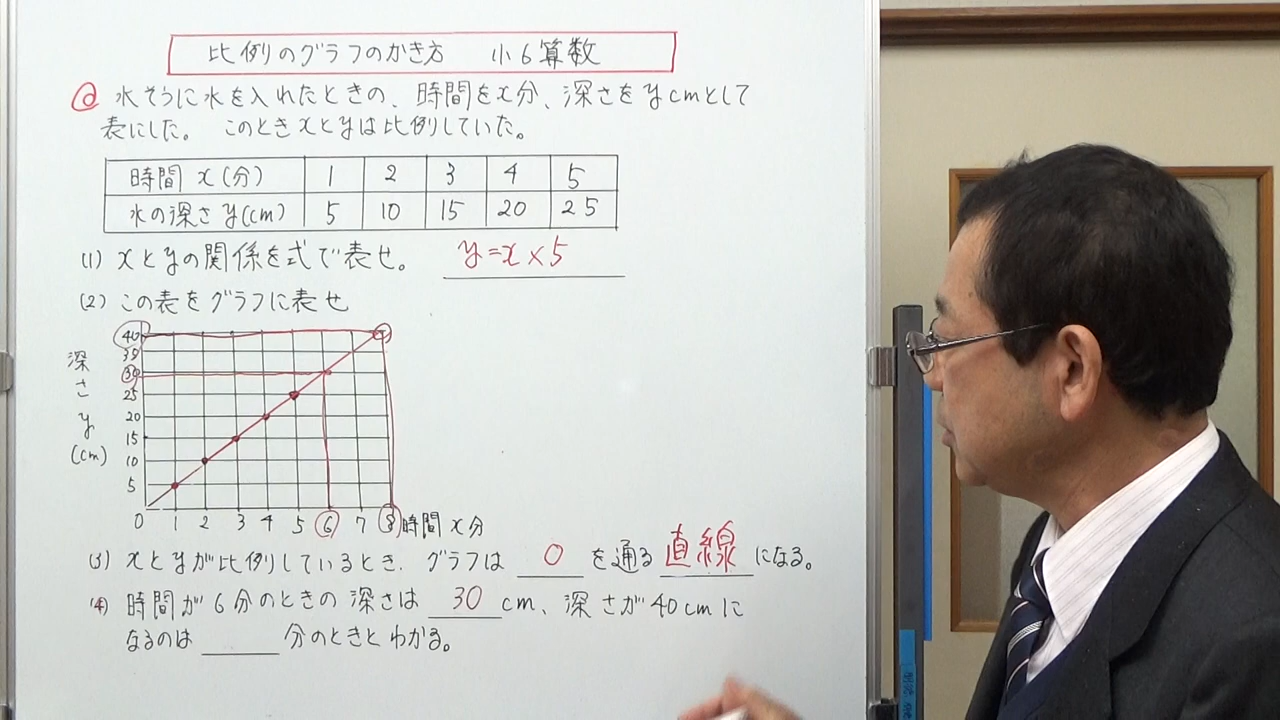 比例のグラフのかき方　小6算数
@ 水そうに水を入れたときの、時間をx分、深さをycmとして
表にした。 このときxとyは比例していた。
時間 x(分) 1 2 3 4 5
水の深さ y(cm) 5 10 15 20 25
(1) xとyの関係を式で表せ。 y=x×5
(2) この表をグラフに表せ
深さ y (cm)
40
35
30
25
20
15
10
5
0 1 2 3 4 5 6 7 8 時間 x分
(3) xとyが比例しているとき. グラフは 0 を通る 直線 になる。
(4) 時間が6分のときの深さは 30 cm、深さが40cmに
なるのは 分のときとわかる。